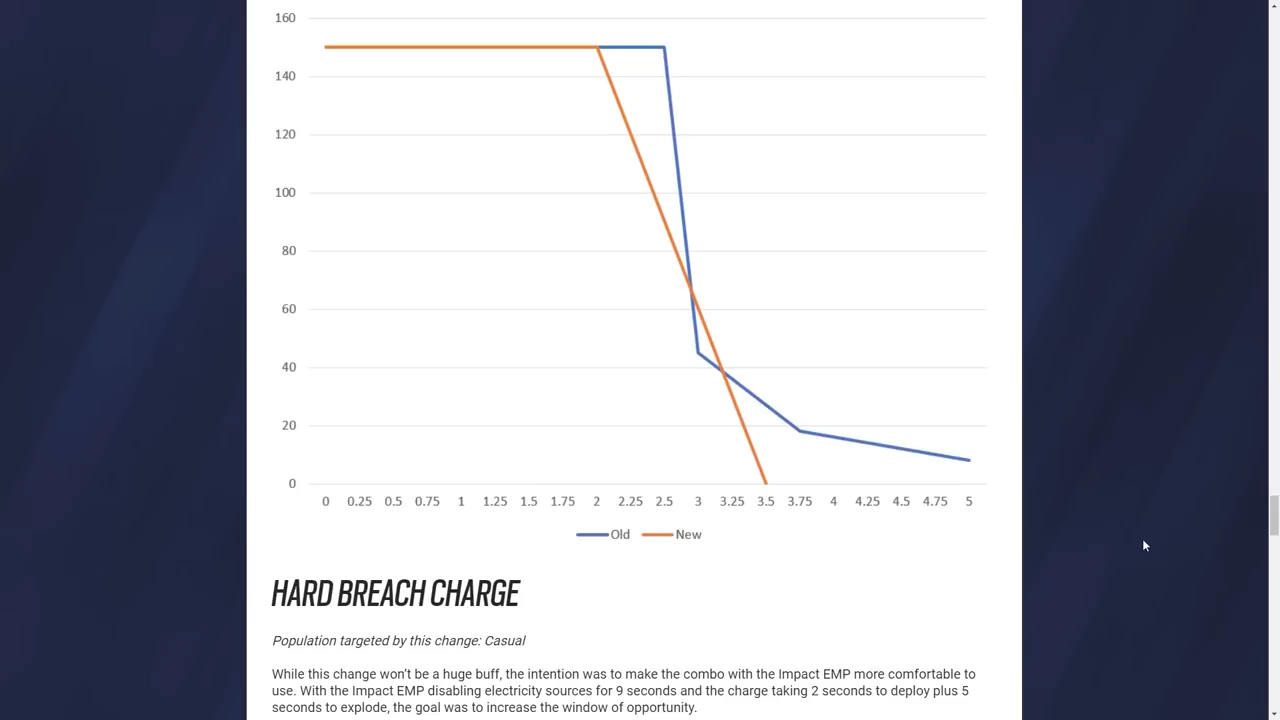 160
140
120
100
80
60
40
20
0
0 0.25 0.5 0.75 1 1.25 1.5 1.75 2 2.25 2.5 3 3.25 3.5 3.75 4 4.25 4.5 4.75 5
Old New
HARD BREACH CHARGE
Population targeted by this change: Casual
While this change won’t be a huge buff, the intention was to make the combo with the Impact EMP more comfortable to
use. With the Impact EMP disabling electricity sources for 9 seconds and the charge taking 2 seconds to deploy plus 5
seconds to explode, the goal was to increase the window of opportunity.